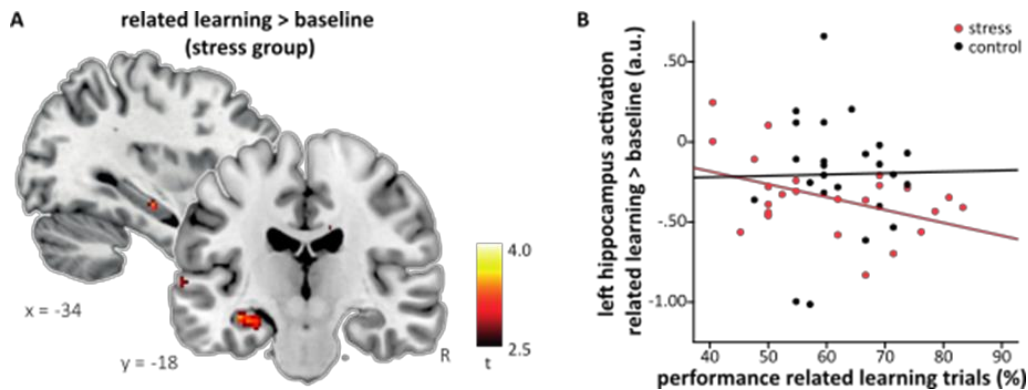 A
related learning > baseline
(stress group)
x = -34
y = -18
R
4.0
2.5
t
B
stress
control
left hippocampus activation
related learning > baseline (a.u.)
.50
0
-.50
-1.00
40 50 60 70 80 90
performance related learning trials (%)